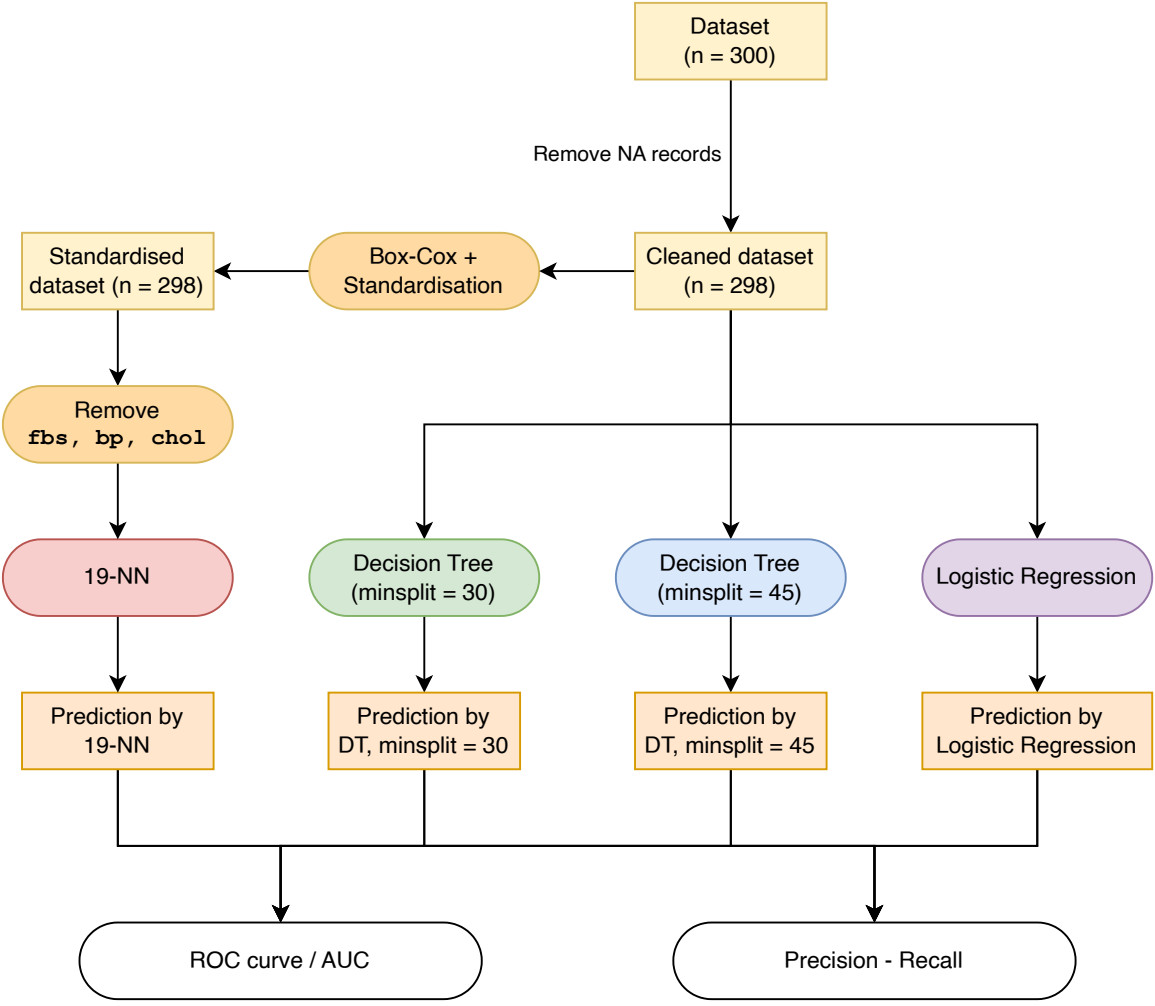 Dataset
(n = 300)
Remove NA records
Standardised
dataset (n = 298)
Box-Cox +
Standardisation
Cleaned dataset
(n = 298)
Remove
fbs, bp, chol
19-NN
Decision Tree
(minsplit = 30)
Decision Tree
(minsplit = 45)
Logistic Regression
Prediction by
19-NN
Prediction by
DT, minsplit = 30
Prediction by
DT, minsplit = 45
Prediction by
Logistic Regression
ROC curve / AUC
Precision - Recall